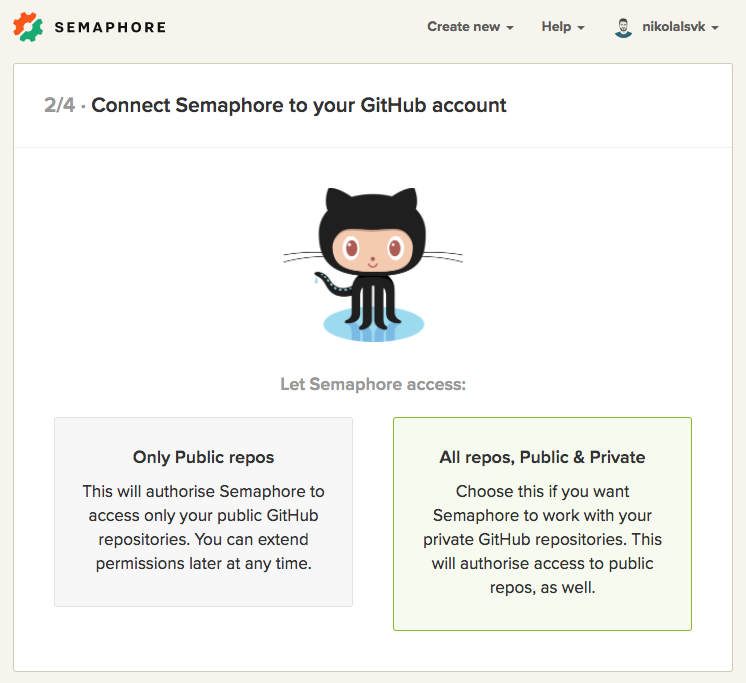 SEMAPHORE
Create new
Help
nikolalsvk
2/4 · Connect Semaphore to your GitHub account
Let Semaphore access:
Only Public repos
This will authorise Semaphore to
access only your public GitHub
repositories. You can extend
permissions later at any time.
All repos, Public & Private
Choose this if you want
Semaphore to work with your
private GitHub repositories. This
will authorise access to public
repos, as well.